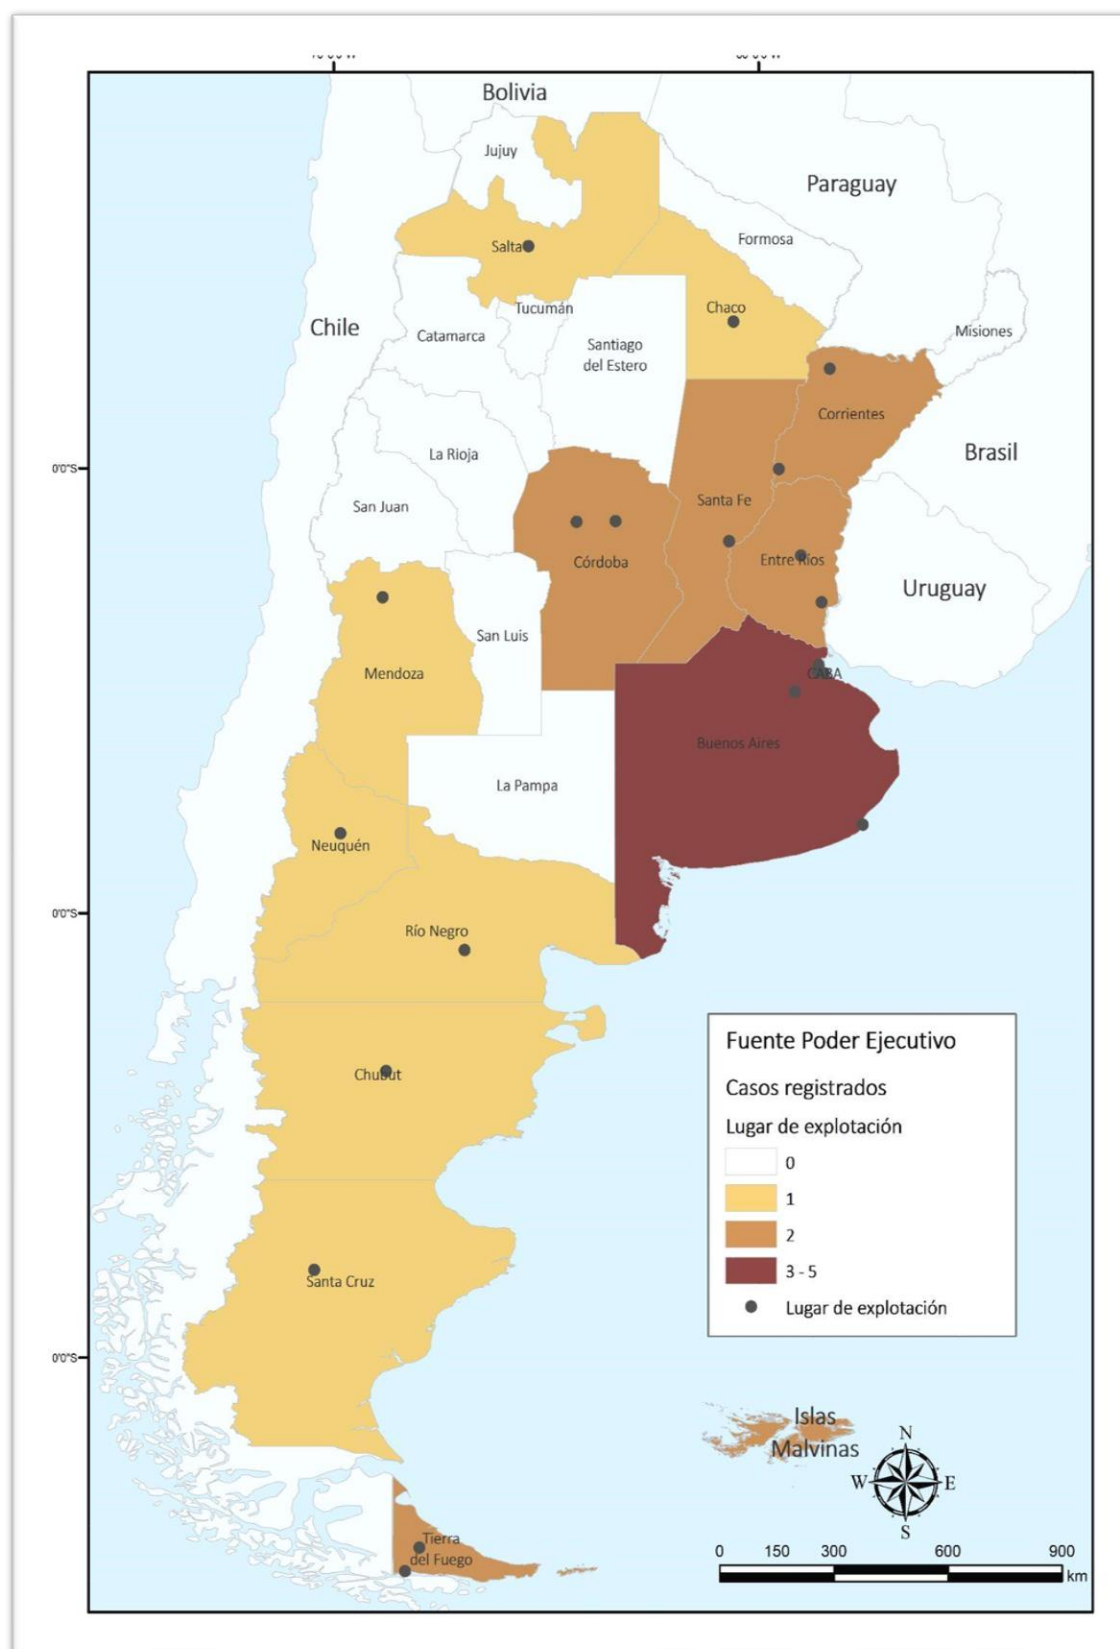 Bolivia
Jujuy
Paraguay
Formosa
Salta
Chaco
Tucumán
Chile
Misiones
Catamarca
Santiago
del Estero
Corrientes
Brasil
La Rioja
0°0'0"S
Santa Fe
San Juan
Córdoba
Entre Ríos
Uruguay
San Luis
Mendoza
CABA
Buenos Aires
La Pampa
Neuquén
0°0'0"S
Río Negro
Chubut
Santa Cruz
Fuente Poder Ejecutivo
Casos registrados
Lugar de explotación
0
1
2
3 - 5
Lugar de explotación
0°0'0"S
Islas
Malvinas
N
W
E
S
Tierra
del Fuego
0 150 300 600 900
km